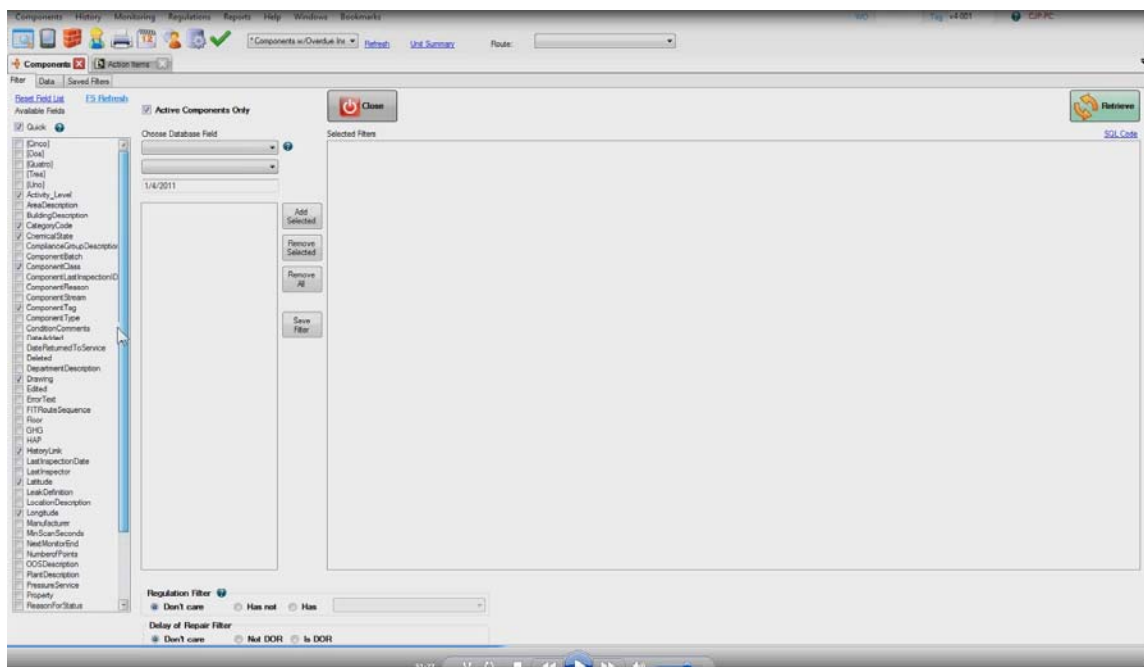 Components History Monitoring Regulations Reports Help Windows Bookmarks WO Tag v4-001
12 * Components w/Overdue Ins Refresh Unit Summary Route:
Components Action Items
Filter Data Saved Filters
Reset Field List F5 Refresh
Available Fields
Active Components Only
Close
Retrieve
Quick
Choose Database Field
Selected Filters
SQL Code
[Cinco]
[Dos]
[Quatro]
[Tres]
[Uno]
1/4/2011
Activity_Level
AreaDescription
BuildingDescription
CategoryCode
ChemicalState
ComplianceGroupDescription
ComponentBatch
ComponentClass
ComponentLastInspectionID
ComponentReason
ComponentStream
ComponentTag
ComponentType
ConditionComments
DateAdded
DateReturnedToService
Deleted
DepartmentDescription
Drawing
Edited
ErrorText
FITRouteSequence
Floor
GHG
HAP
HistoryLink
LastInspectionDate
LastInspector
Latitude
LeakDefinition
LocationDescription
Longitude
Manufacturer
MinScanSeconds
NextMonitorEnd
NumberofPoints
OOSDescription
PlantDescription
PressureService
Property
ReasonForStatus
Add
Selected
Remove
Selected
Remove
All
Save
Filter
Regulation Filter
Don't care Has not Has
Delay of Repair Filter
Don't care Not DOR Is DOR